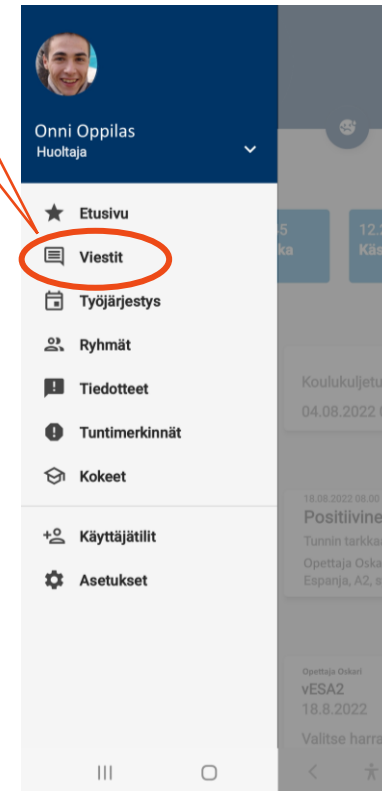 Onni Oppilas
Huoltaja
Etusivu
Viestit
Työjärjestys
Ryhmät
Tiedotteet
Tuntimerkinnät
Kokeet
Käyttäjätilit
Asetukset
12.
Koulukuljetu
04.08.2022
18.08.2022 08.00
Positiivine
Tunnin tarkka
Opettaja Oska
Espanja, A2, s
Opettaja Oskari
vESA2
18.8.2022
Valitse harra